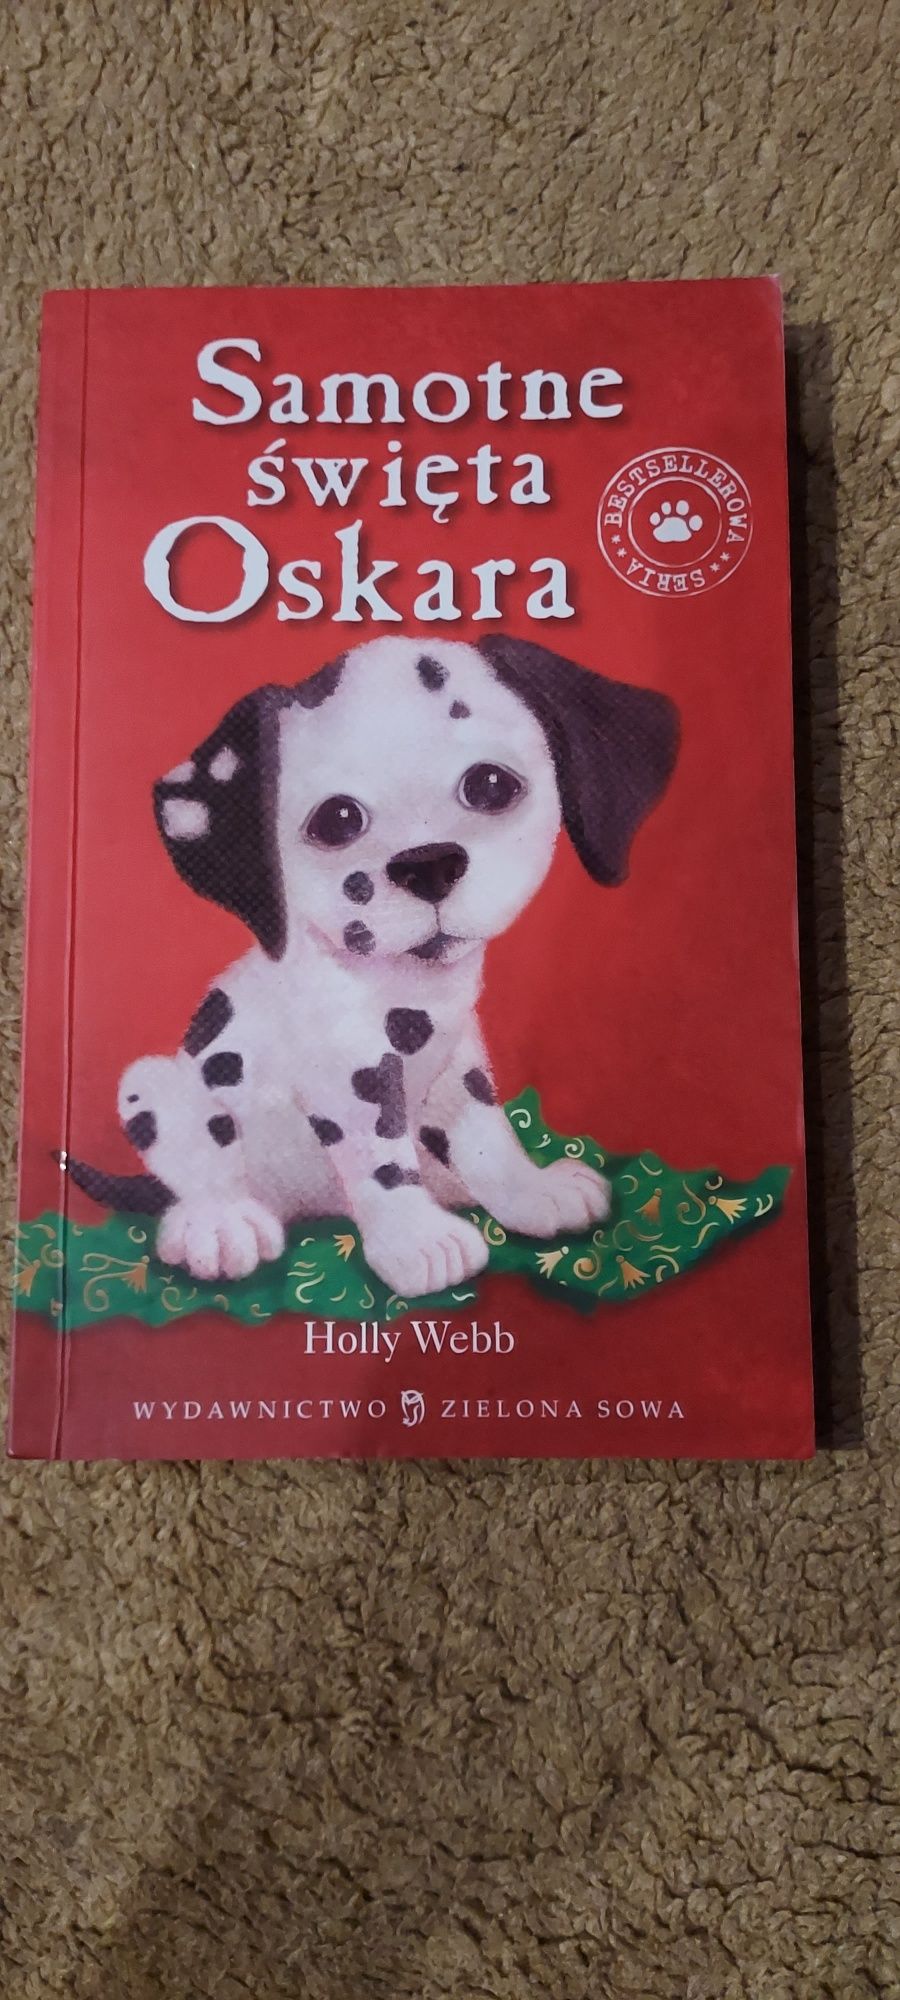 Samotne
święta
Oskara
BESTSELLEROWA
SERIA
Holly Webb
WYDAWNICTWO ZIELONA SOWA